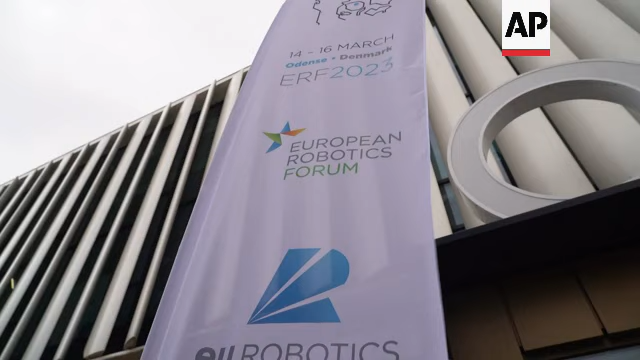 AP
14 - 16 MARCH
Odense • Denmark
ERF2023
EUROPEAN
ROBOTICS
FORUM
euROBOTICS